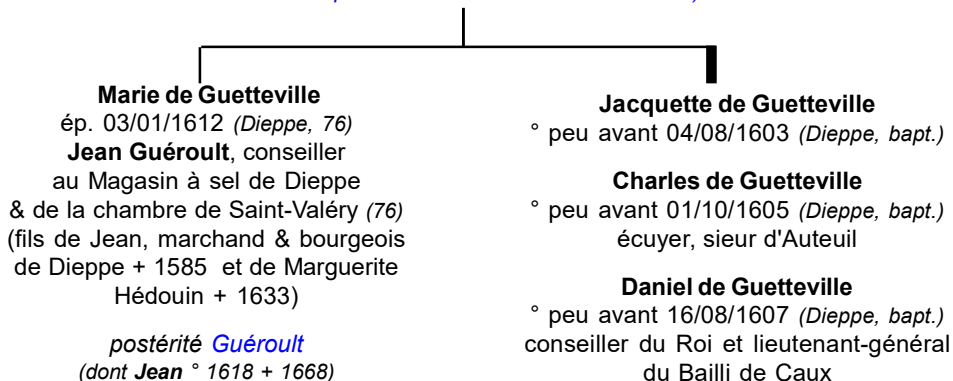 Marie de Guetteville
ép. 03/01/1612 (Dieppe, 76)
Jean Guéroult, conseiller
au Magasin à sel de Dieppe
& de la chambre de Saint-Valéry (76)
(fils de Jean, marchand & bourgeois
de Dieppe + 1585 et de Marguerite
Hédouin + 1633)
postérité Guéroult
(dont Jean ° 1618 + 1668)
Jacquette de Guetteville
° peu avant 04/08/1603 (Dieppe, bapt.)
Charles de Guetteville
° peu avant 01/10/1605 (Dieppe, bapt.)
écuyer, sieur d'Auteuil
Daniel de Guetteville
° peu avant 16/08/1607 (Dieppe, bapt.)
conseiller du Roi et lieutenant-général
du Bailli de Caux